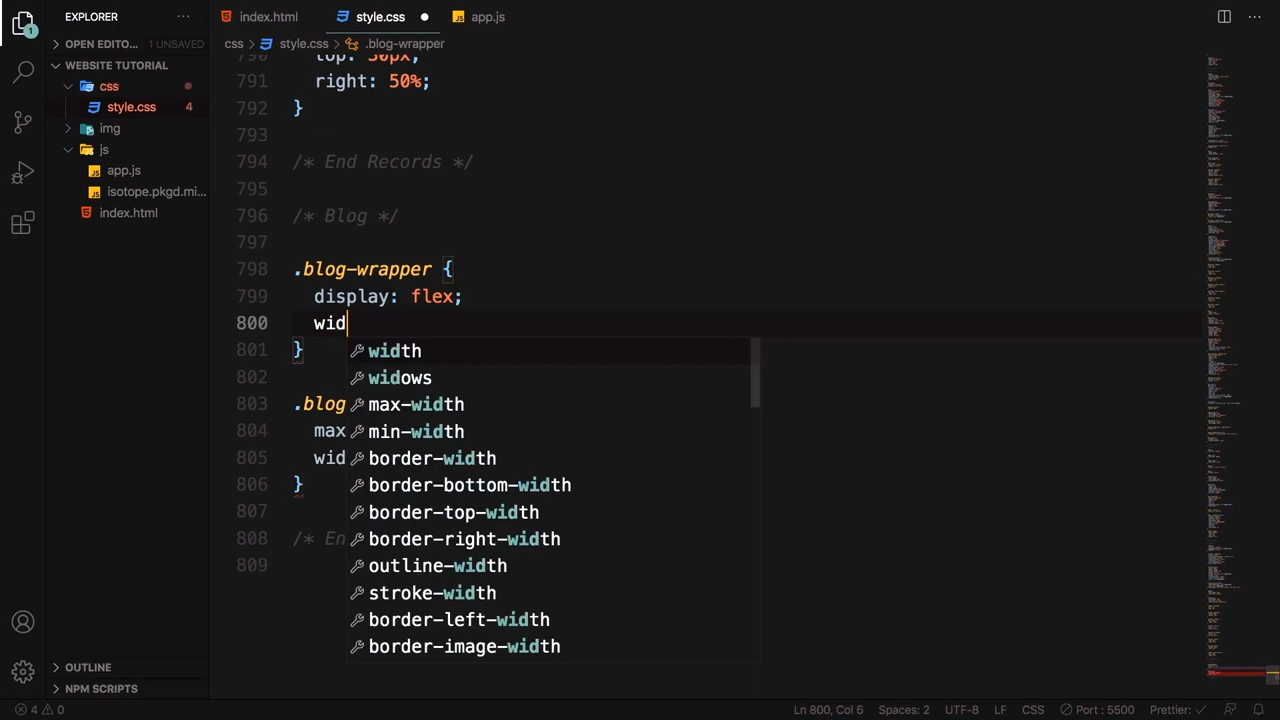 EXPLORER
index.html
style.css
app.js
OPEN EDITO... 1 UNSAVED
css
style.css
.blog-wrapper
WEBSITE TUTORIAL
css
style.css 4
img
js
app.js
isotope.pkgd.mi...
index.html
790 top: 50px;
791 right: 50%;
792 }
793
794 /* End Records */
795
796 /* Blog */
797
798 .blog-wrapper {
799 display: flex;
800 wid
801 }
802
803 .blog
804 max
805 wid
806 }
807
808 /* En
809
width
widows
max-width
min-width
border-width
border-bottom-width
border-top-width
border-right-width
outline-width
stroke-width
border-left-width
border-image-width
OUTLINE
NPM SCRIPTS
4 0
Ln 800, Col 6
Spaces: 2
UTF-8
LF
CSS
Port : 5500
Prettier:
1